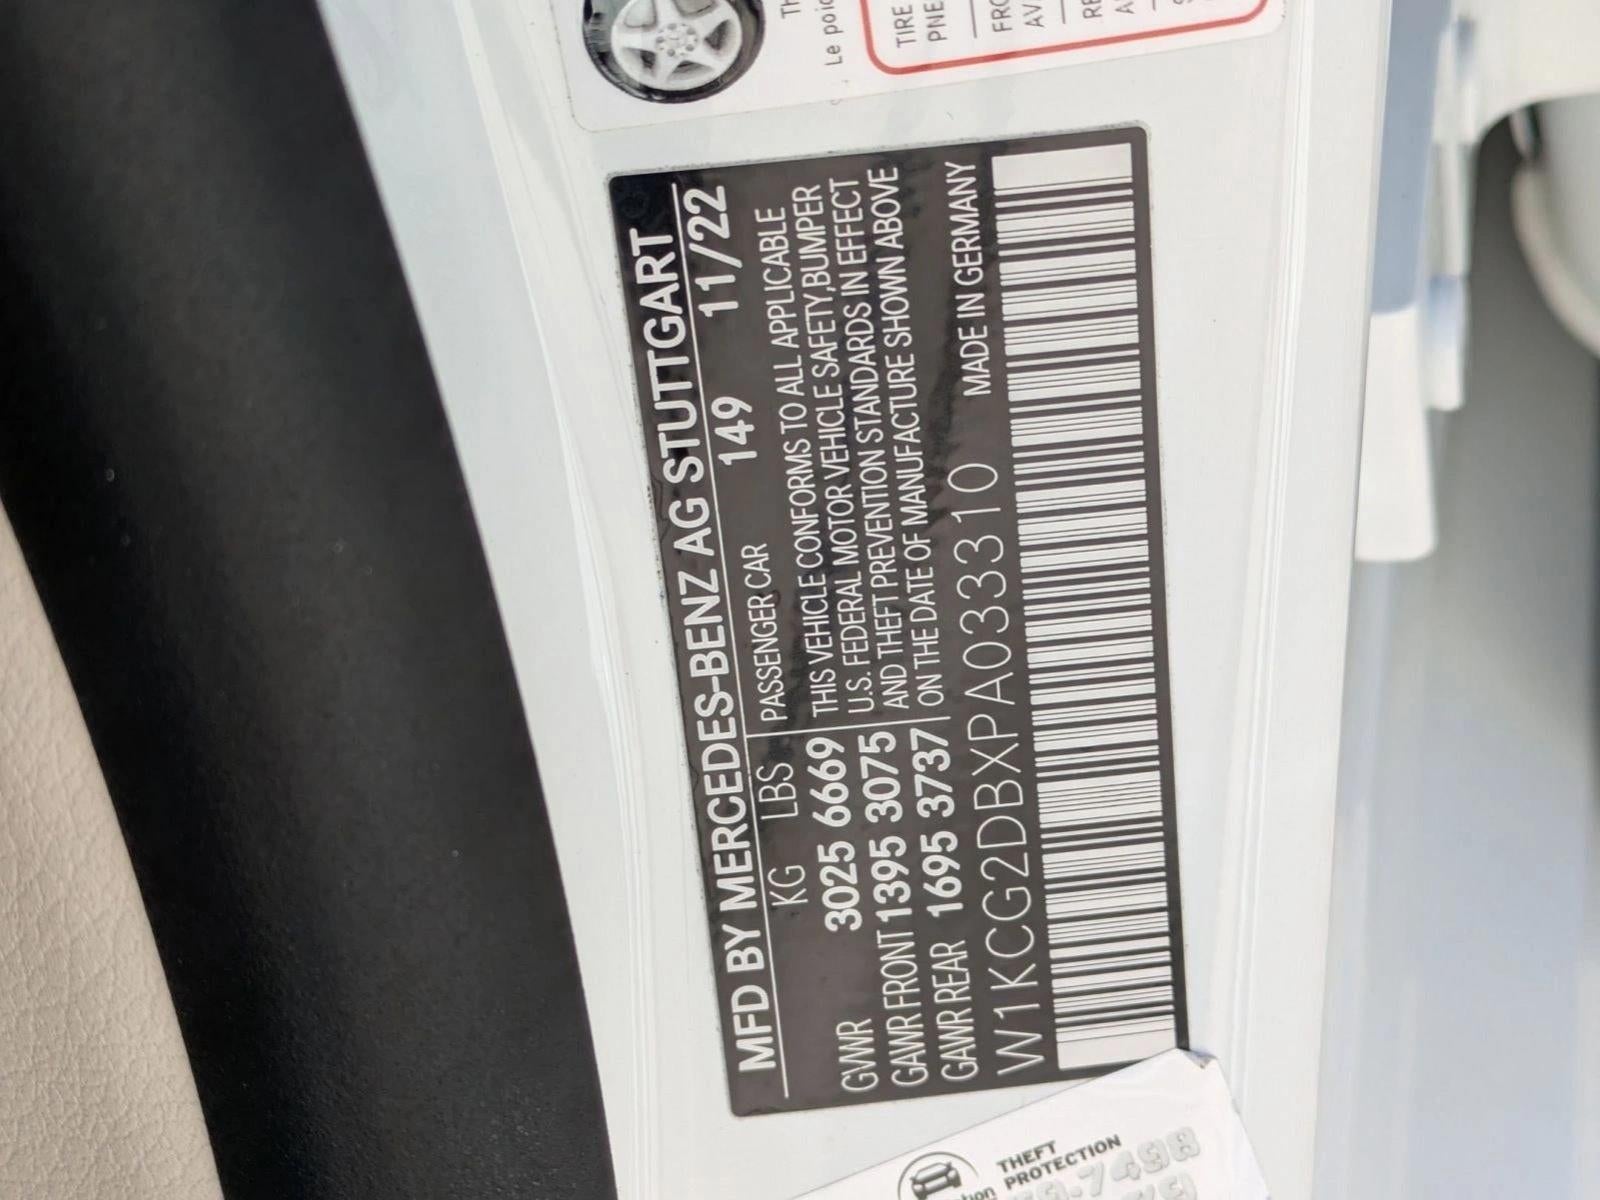 MFD BY MERCEDES-BENZ AG STUTTGART
KG LBS 149 11/22
PASSENGER CAR
GVWR 3025 6669
GAWR FRONT 1395 3075
GAWR REAR 1695 3737
THIS VEHICLE CONFORMS TO ALL APPLICABLE
U.S. FEDERAL MOTOR VEHICLE SAFETY,BUMPER
AND THEFT PREVENTION STANDARDS IN EFFECT
ON THE DATE OF MANUFACTURE SHOWN ABOVE
MADE IN GERMANY
W1KCG2DBXPA033310
Le
TIRE
THEFT
PROTECTION